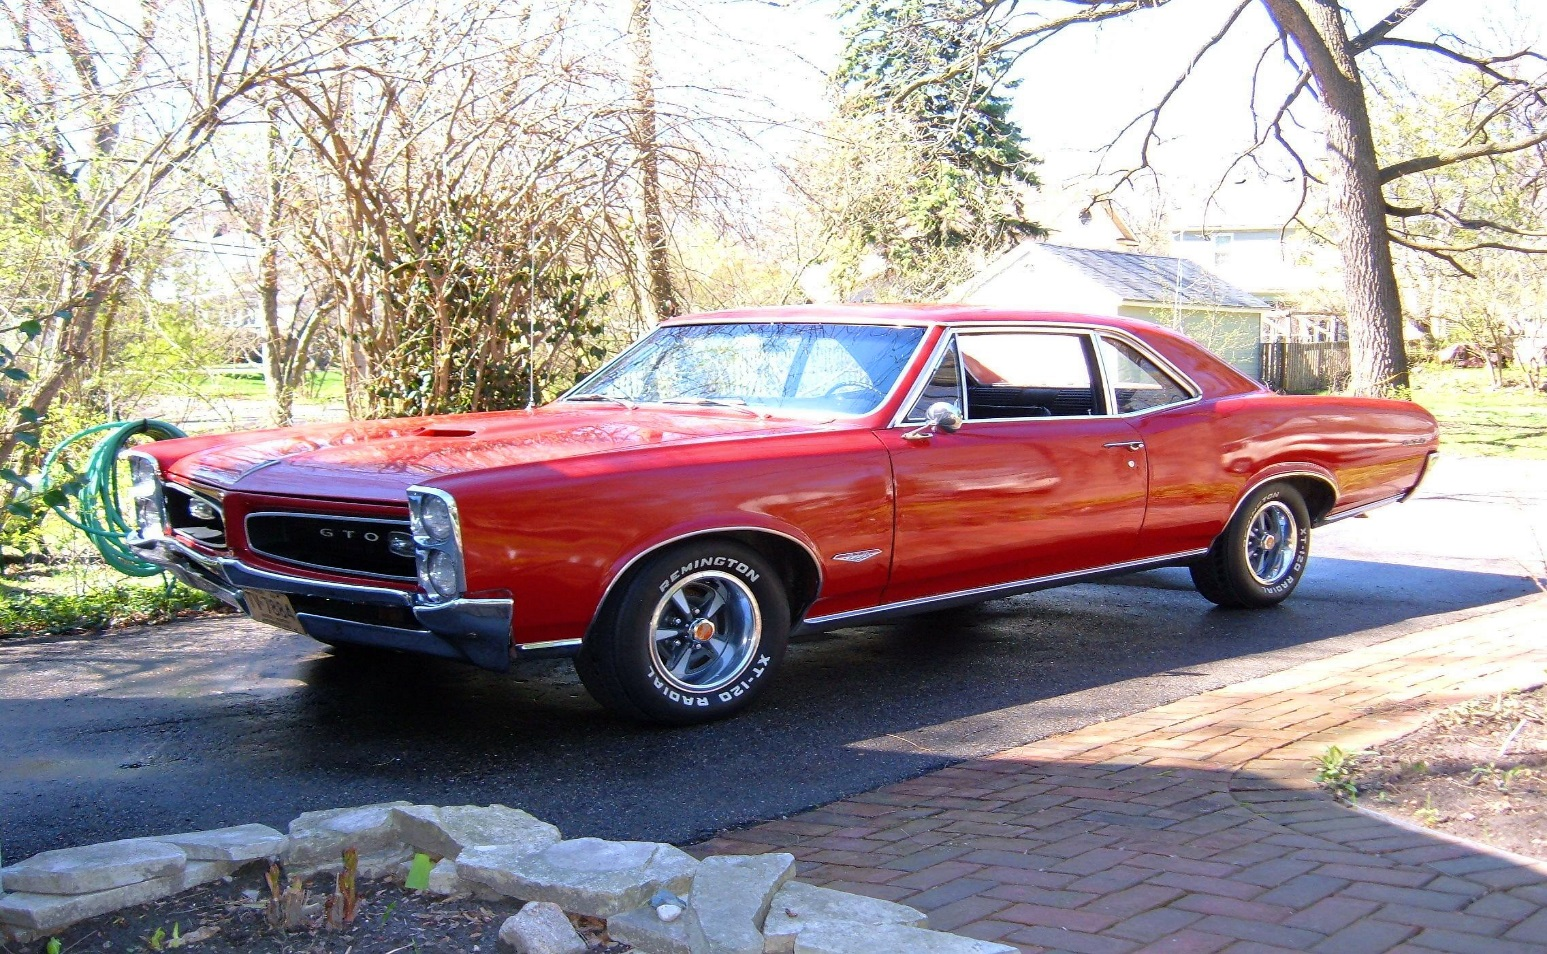 GTO
REMINGTON
XT-120 RADIAL
XT-120 RADIAL